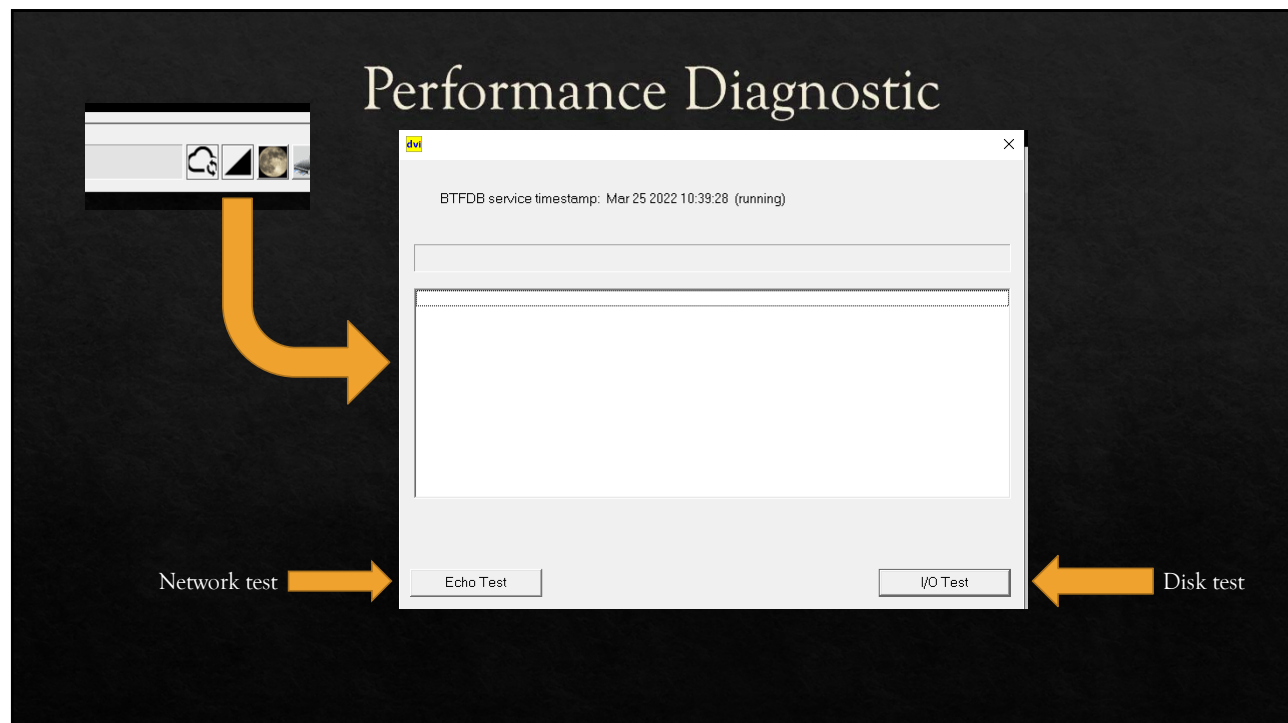 Performance Diagnostic
dvi
BTFDB service timestamp: Mar 25 2022 10:39:28 (running)
Network test
Echo Test
I/O Test
Disk test